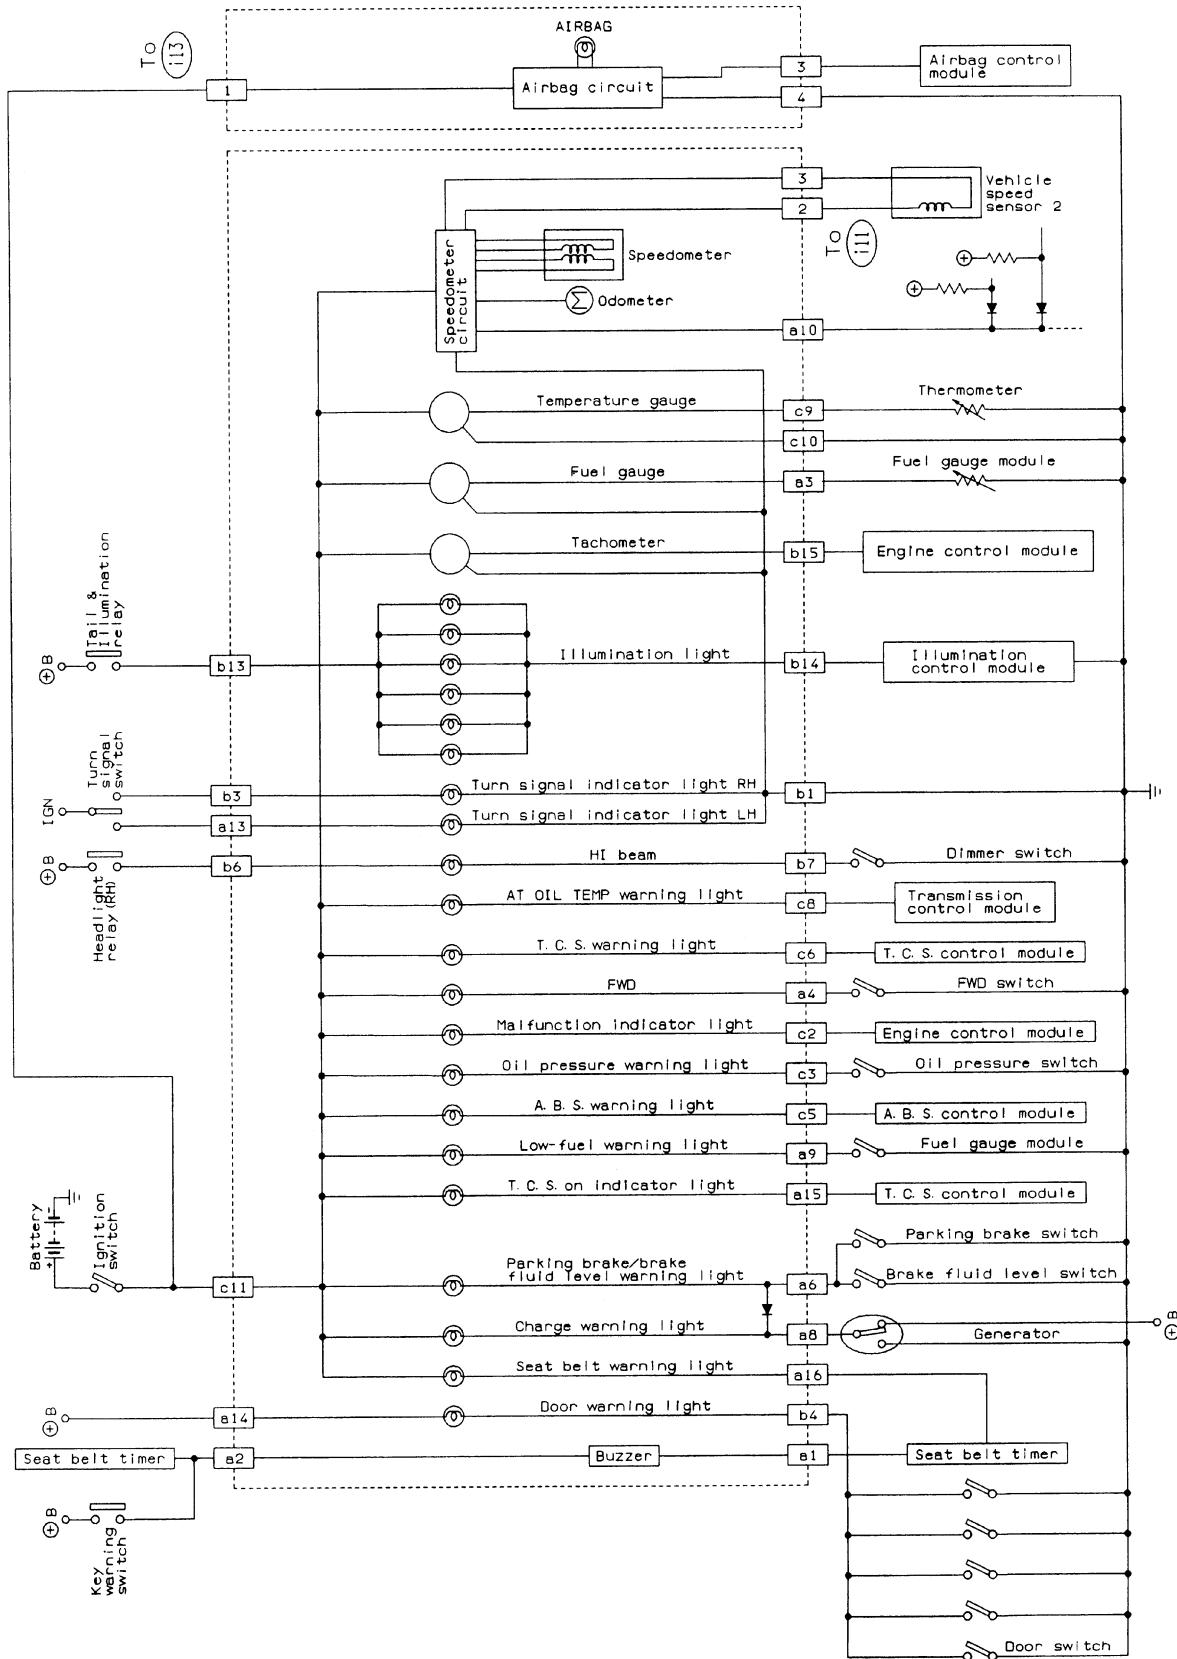 AIRBAG
To
i13
1
Airbag circuit
3
4
Airbag control
module
3
2
Vehicle
speed
sensor 2
To
i11
Speedometer
circuit
Speedometer
Odometer
a10
Temperature gauge
c9
c10
Thermometer
Fuel gauge
a3
Fuel gauge module
Tachometer
b15
Engine control module
B
Tail &
Illumination
relay
b13
Illumination light
b14
Illumination
control module
IGN
Turn
signal
switch
b3
Turn signal indicator light RH
b1
a13
Turn signal indicator light LH
B
Headlight
relay (RH)
b6
HI beam
b7
Dimmer switch
AT OIL TEMP warning light
c8
Transmission
control module
T. C. S. warning light
c6
T. C. S. control module
FWD
a4
FWD switch
Malfunction indicator light
c2
Engine control module
Oil pressure warning light
c3
Oil pressure switch
A. B. S. warning light
c5
A. B. S. control module
Low-fuel warning light
a9
Fuel gauge module
T. C. S. on indicator light
a15
T. C. S. control module
Battery
Ignition
switch
c11
Parking brake/brake
fluid level warning light
a6
Parking brake switch
Brake fluid level switch
Charge warning light
a8
Generator
B
Seat belt warning light
a16
B
a14
Door warning light
b4
Seat belt timer
a2
Buzzer
a1
Seat belt timer
B
Key
warning
switch
Door switch